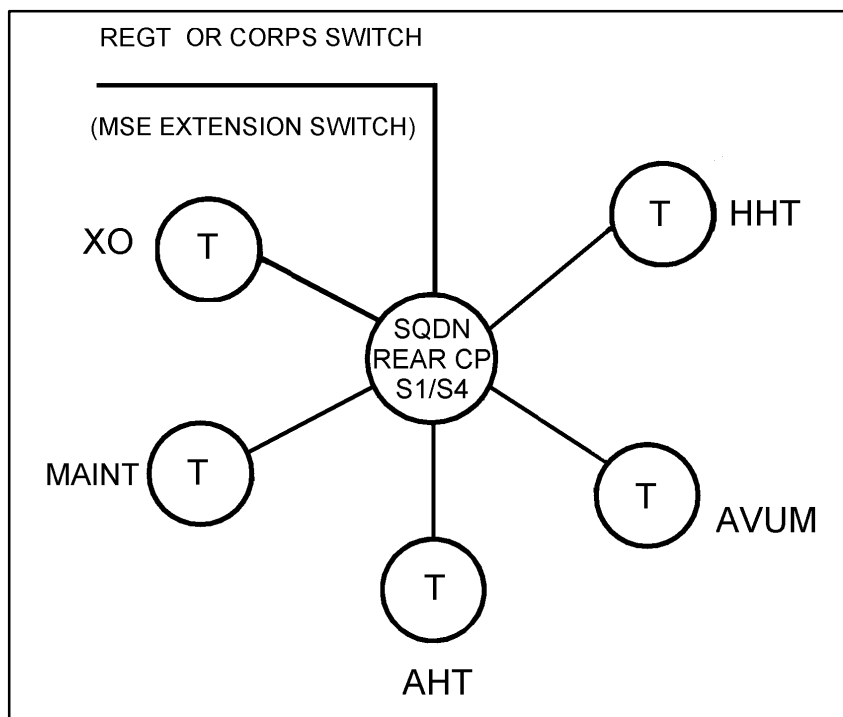 REGT OR CORPS SWITCH
(MSE EXTENSION SWITCH)
XO
T
T
HHT
SQDN
REAR CP
S1/S4
MAINT
T
T
AVUM
T
AHT